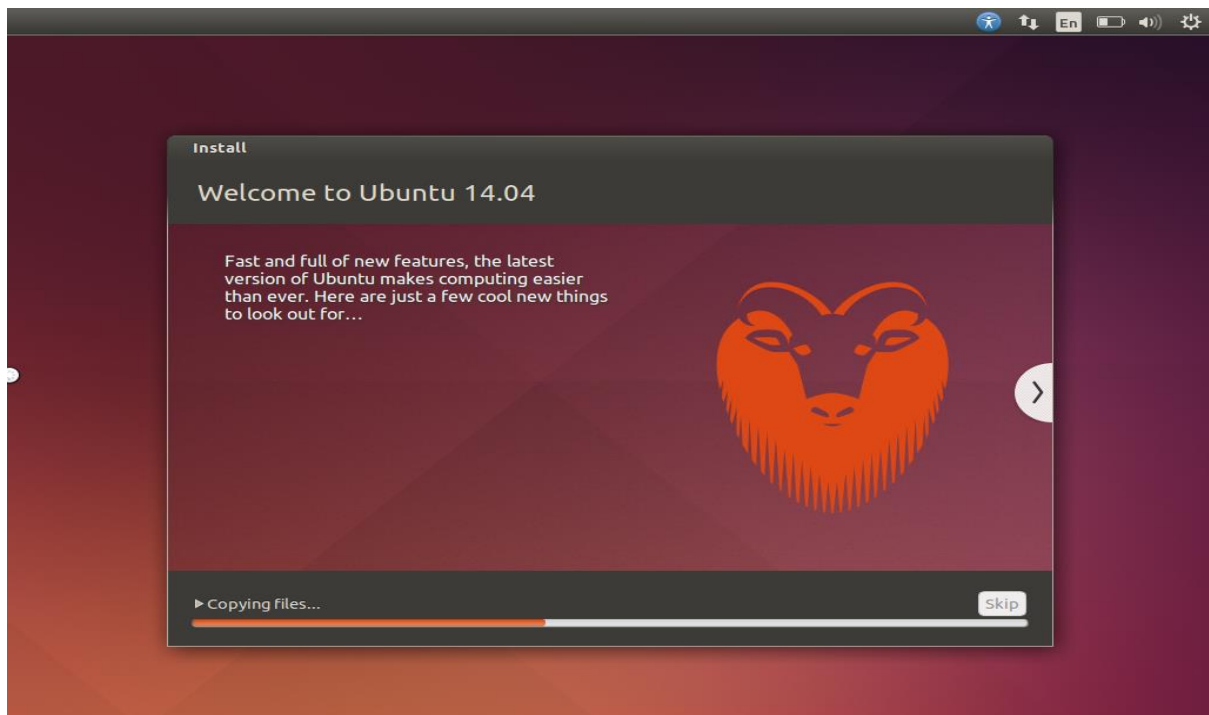 En
Install
Welcome to Ubuntu 14.04
Fast and full of new features, the latest
version of Ubuntu makes computing easier
than ever. Here are just a few cool new things
to look out for...
Copying files...
Skip